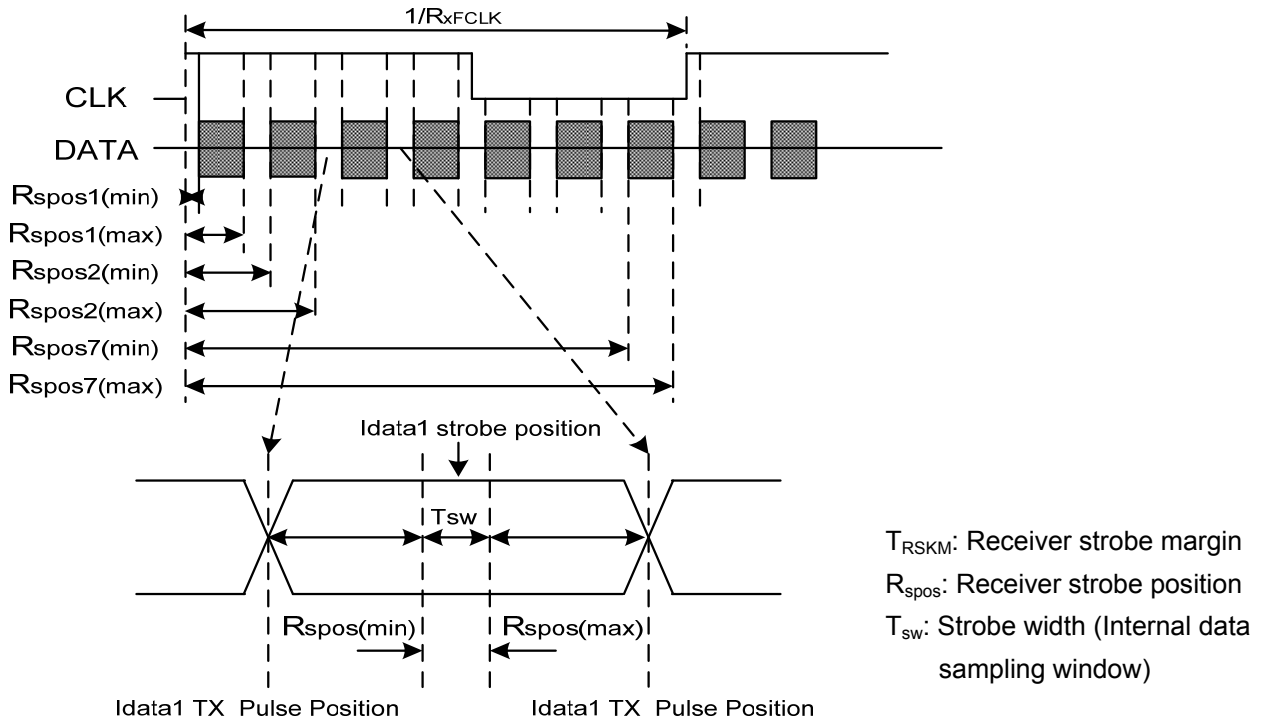 1/RxFCLK
CLK
DATA
Rspos1(min)
Rspos1(max)
Rspos2(min)
Rspos2(max)
Rspos7(min)
Rspos7(max)
Idata1 strobe position
Tsw
Rspos(min)
Rspos(max)
Idata1 TX Pulse Position
Idata1 TX Pulse Position
TRSKM: Receiver strobe margin
Rspos: Receiver strobe position
Tsw: Strobe width (Internal data
sampling window)